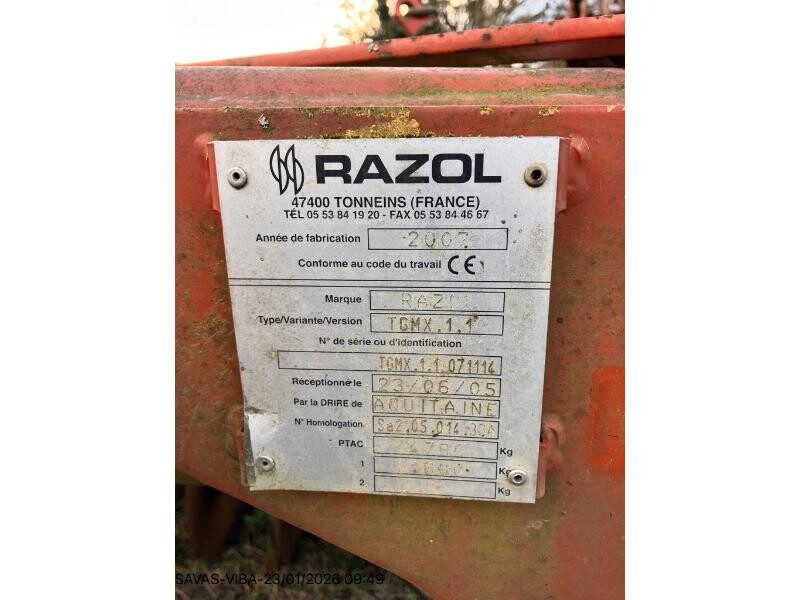 RAZOL
47400 TONNEINS (FRANCE)
TÉL 05 53 84 19 20 - FAX 05 53 84 46 67
Année de fabrication 2007
Conforme au code du travail CE
Marque RAZOL
Type/Variante/Version TGMX.1.1
N° de série ou d'identification
TGMX.1.1.071114
Réceptionné le 23/06/05
Par la DRIRE de AQUITAINE
N° Homologation
PTAC Kg
1
2 Kg
SAVAS-VIBA-23/01/2026 09:49